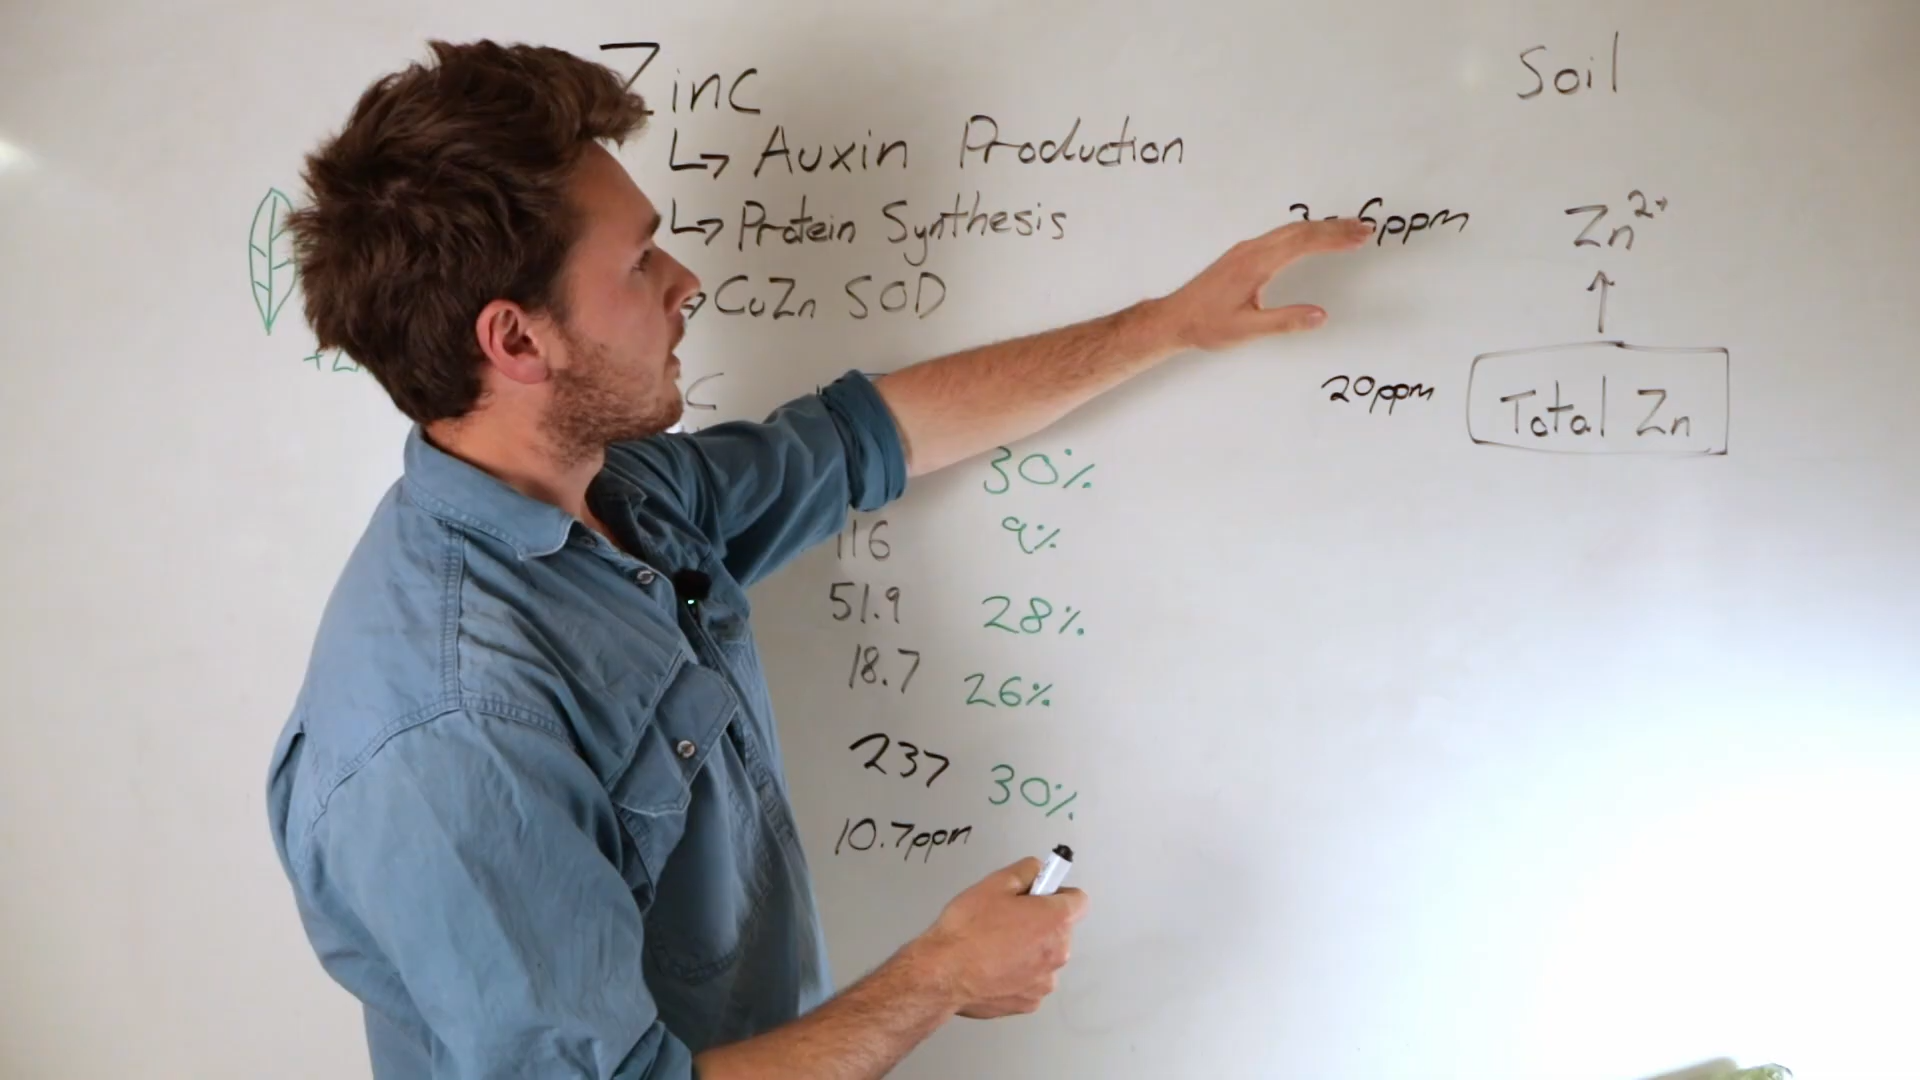 Zinc
↳ Auxin Production
↳ Protein Synthesis
→ CuZn SOD
30%
116 9%
51.9 28%
18.7 26%
237 30%
10.7ppm
Soil
6ppm Zn²⁺
↑
20ppm Total Zn